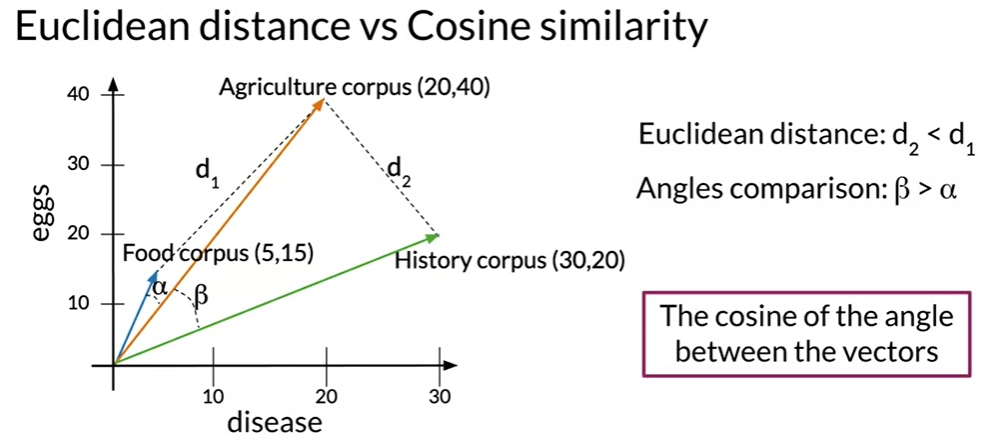 Euclidean distance vs Cosine similarity
Agriculture corpus (20,40)
40
30
20
10
eggs
d₁
d₂
Food corpus (5,15)
History corpus (30,20)
α
β
10
20
30
disease
Euclidean distance: d₂ < d₁
Angles comparison: β > α
The cosine of the angle
between the vectors